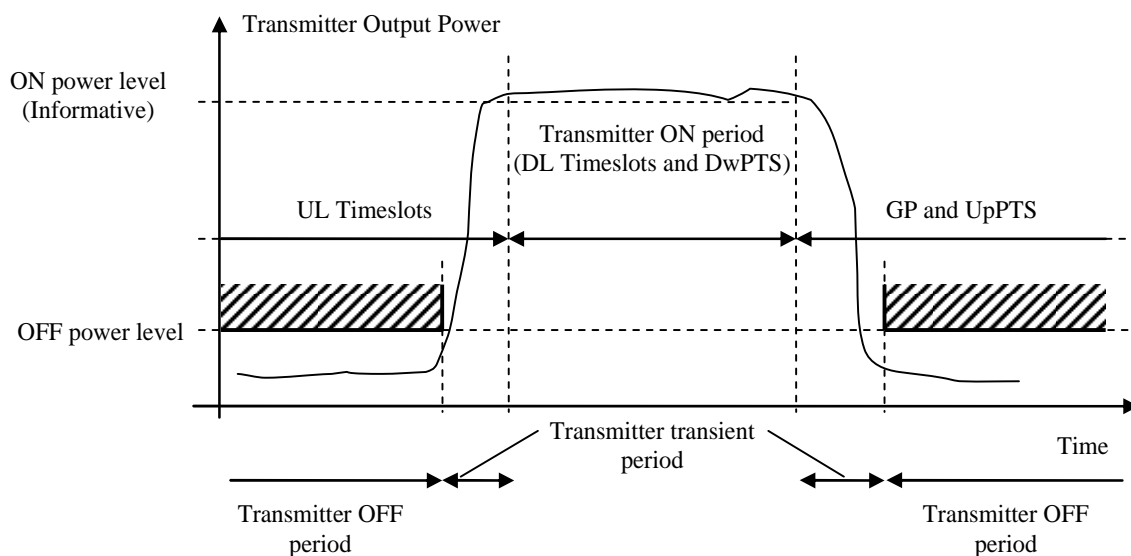 Transmitter Output Power
ON power level
(Informative)
Transmitter ON period
(DL Timeslots and DwPTS)
UL Timeslots
GP and UpPTS
OFF power level
Transmitter transient
period
Time
Transmitter OFF
period
Transmitter OFF
period